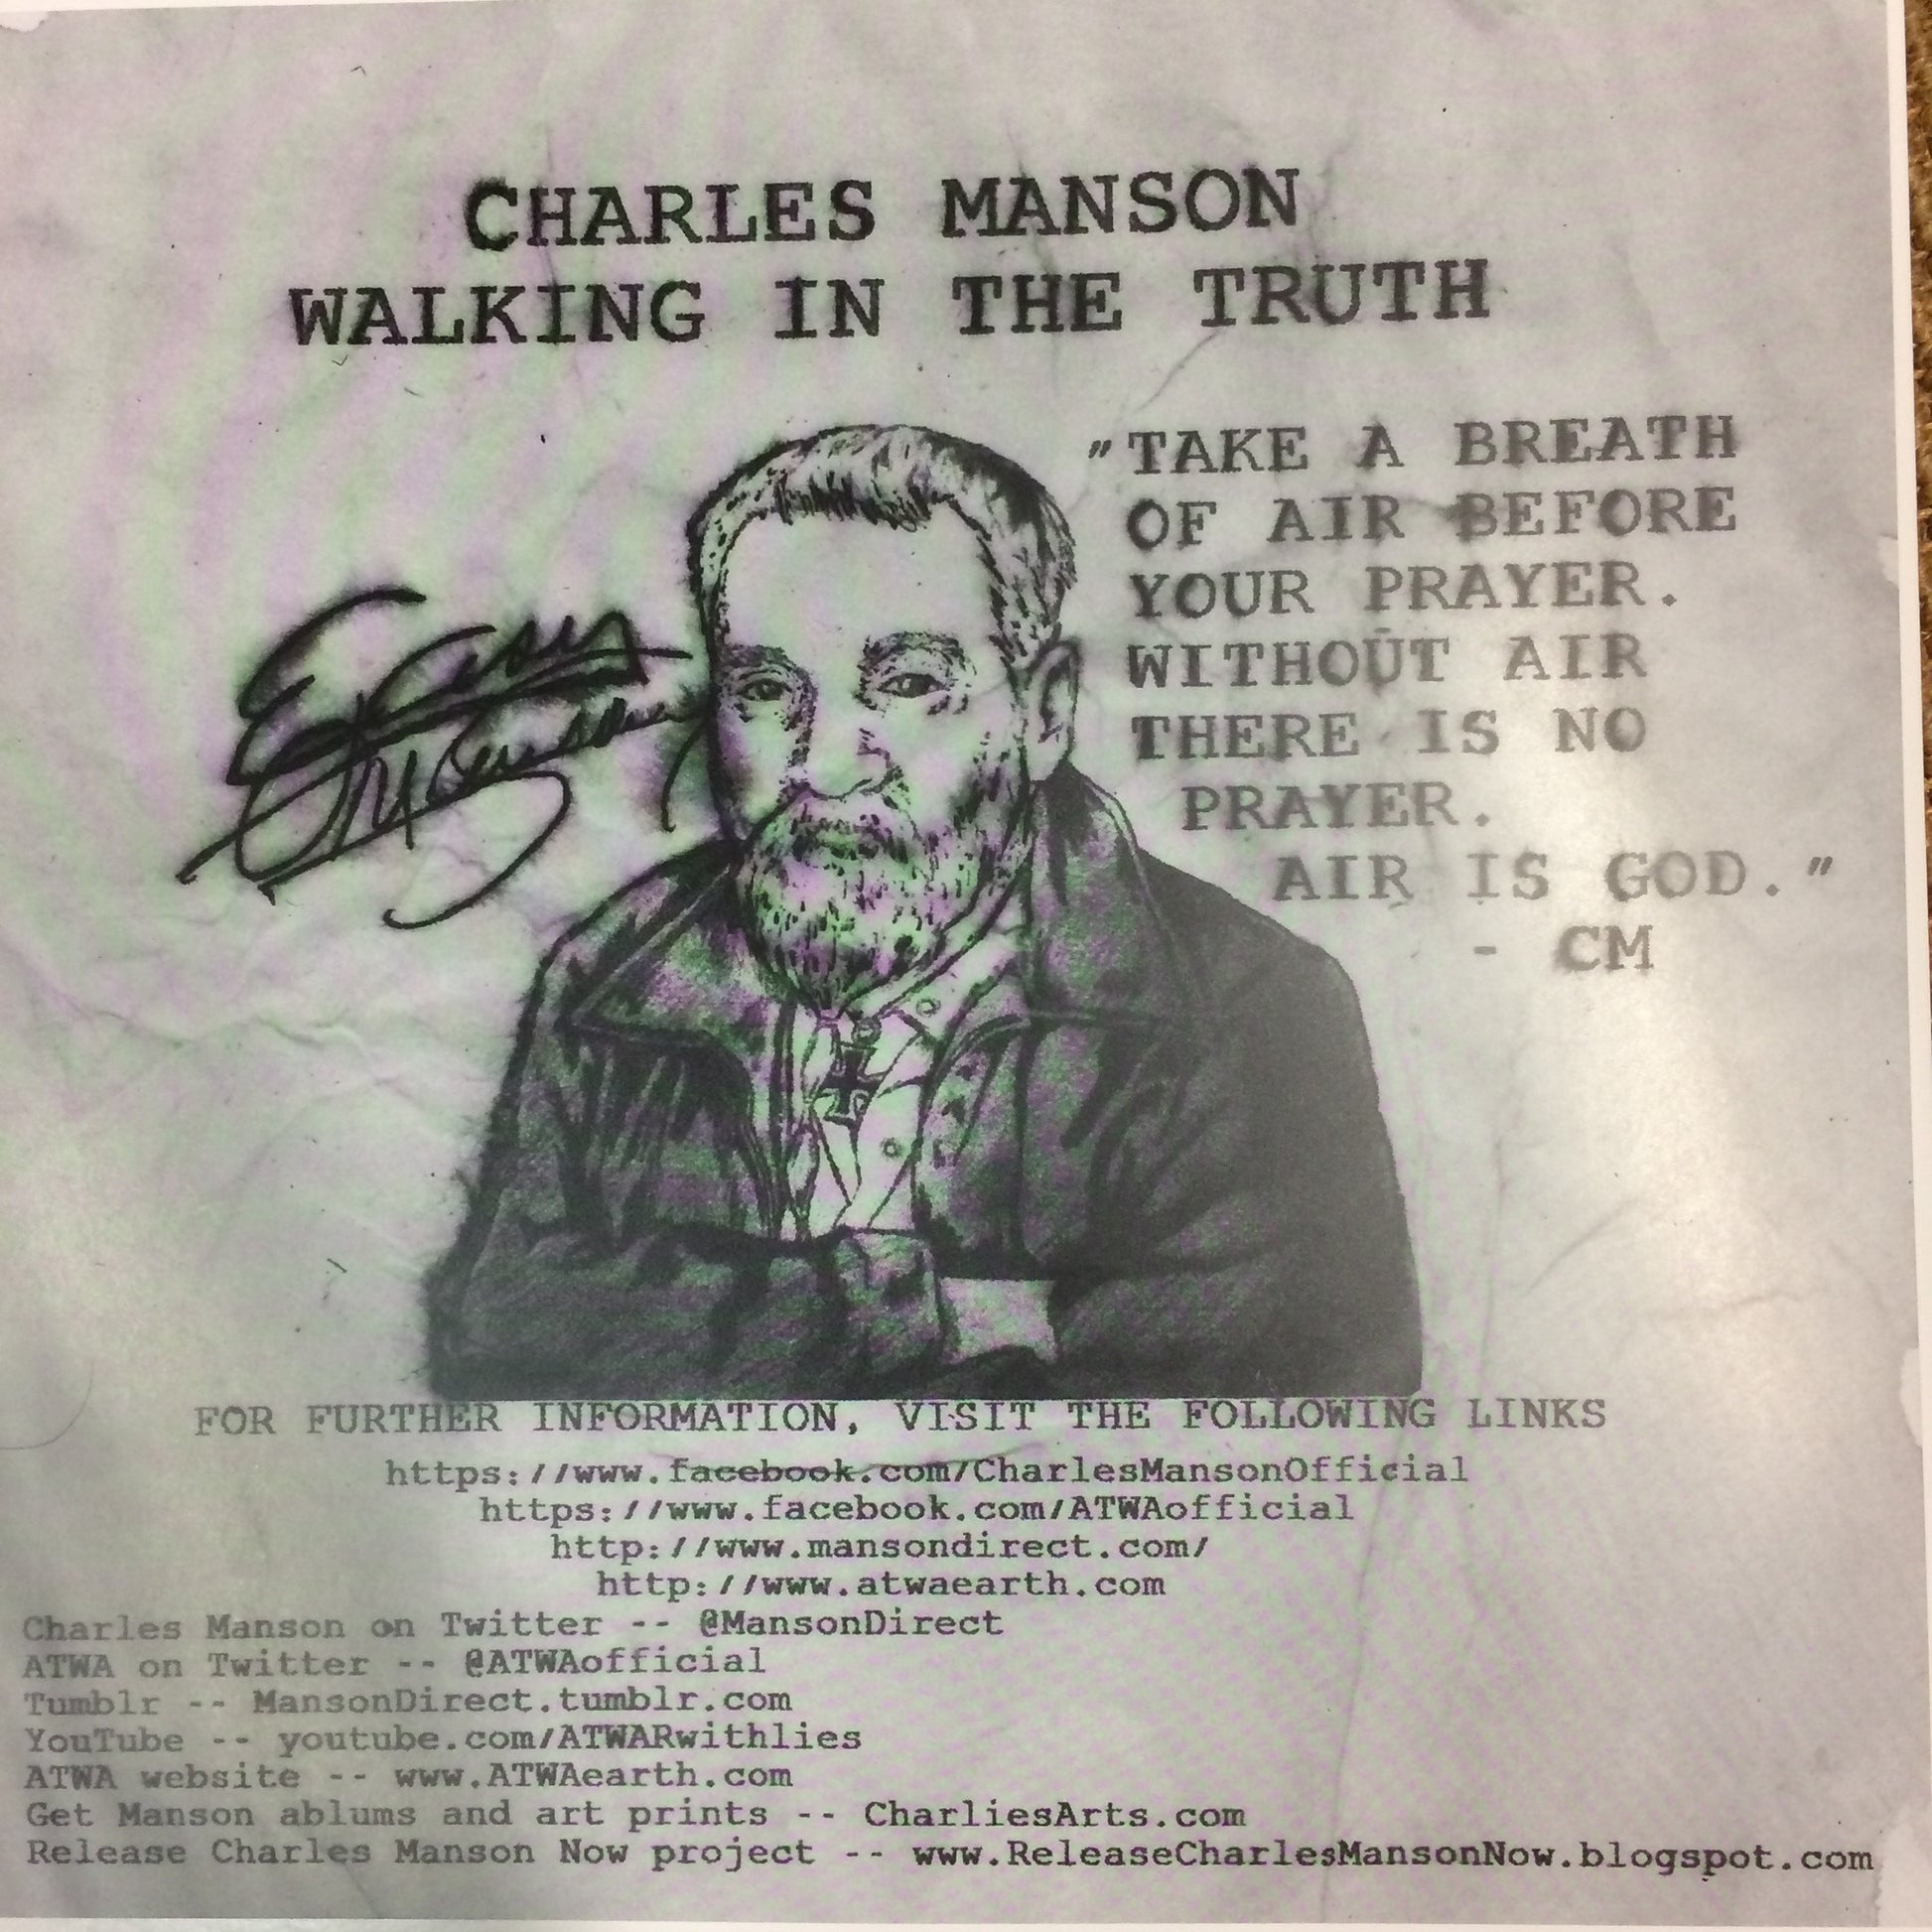 CHARLES MANSON
WALKING IN THE TRUTH
"TAKE A BREATH
OF AIR BEFORE
YOUR PRAYER.
WITHOUT AIR
THERE IS NO
PRAYER.
AIR IS GOD."
- CM
Manson
FOR FURTHER INFORMATION, VISIT THE FOLLOWING LINKS
https://www.facebook.com/CharlesMansonOfficial
https://www.facebook.com/ATWAofficial
http://www.mansondirect.com/
http://www.atwaearth.com
Charles Manson on Twitter -- @MansonDirect
ATWA on Twitter -- @ATWAofficial
Tumblr -- MansonDirect.tumblr.com
YouTube -- youtube.com/ATWARwithlies
ATWA website -- www.ATWAearth.com
Get Manson ablums and art prints -- CharliesArts.com
Release Charles Manson Now project -- www.ReleaseCharlesMansonNow.blogspot.com